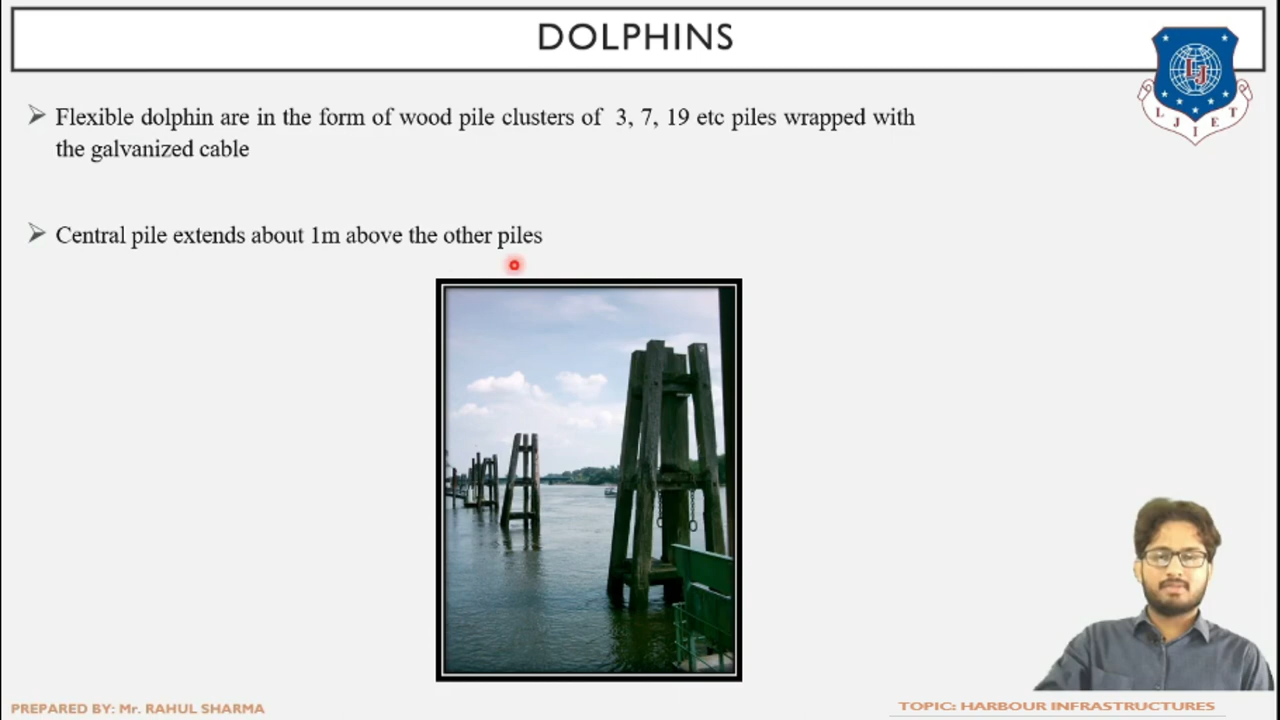 DOLPHINS
Flexible dolphin are in the form of wood pile clusters of 3, 7, 19 etc piles wrapped with
the galvanized cable
Central pile extends about 1m above the other piles
LJ
L J I E T
PREPARED BY: Mr. RAHUL SHARMA
TOPIC: HARBOUR INFRASTRUCTURES